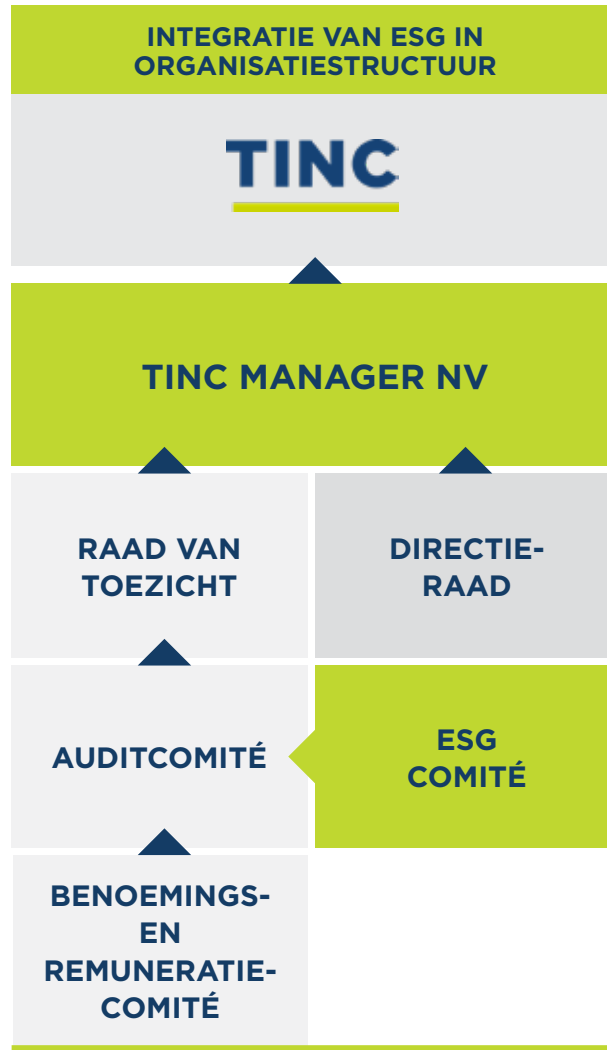 INTEGRATIE VAN ESG IN
ORGANISATIESTRUCTUUR
TINC
TINC MANAGER NV
RAAD VAN
TOEZICHT
DIRECTIE-
RAAD
AUDITCOMITÉ
ESG
COMITÉ
BENOEMINGS-
EN
REMUNERATIE-
COMITÉ